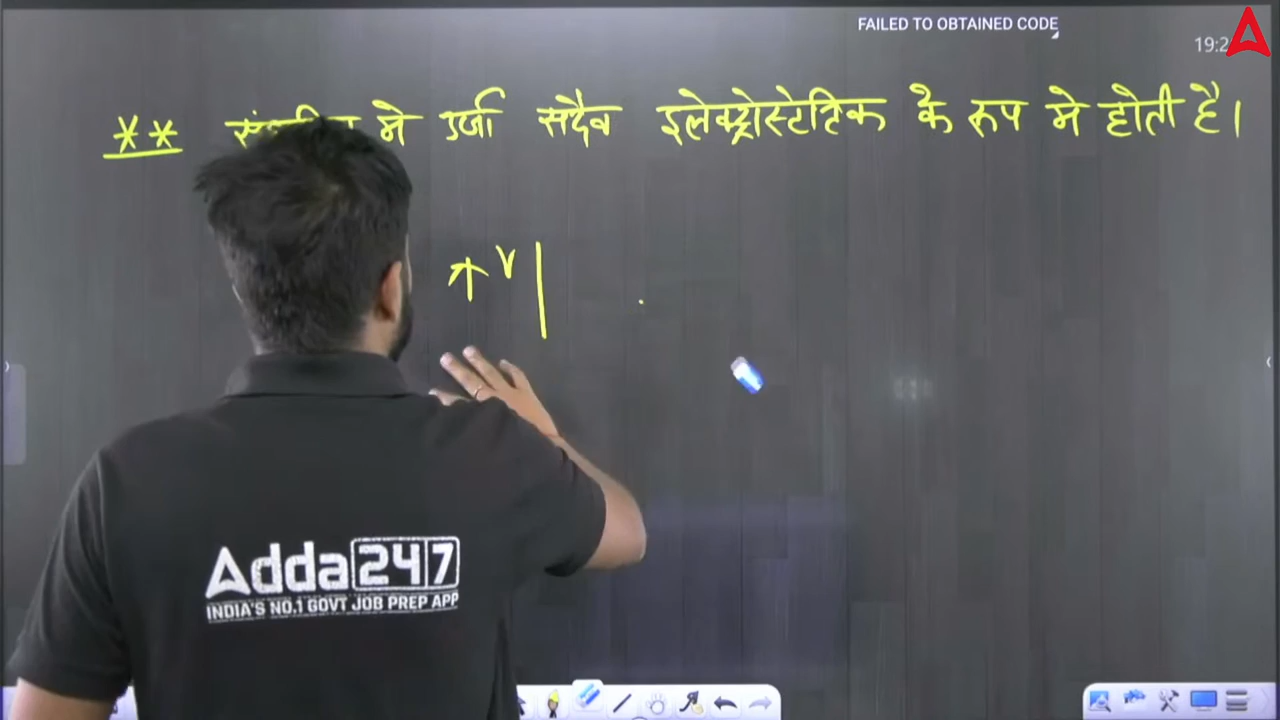 FAILED TO OBTAINED CODE
** में उर्जा सदैव इलेक्ट्रोस्टेटिक के रूप मे होती है।
+v|
Adda247
INDIA'S NO.1 GOVT JOB PREP APP